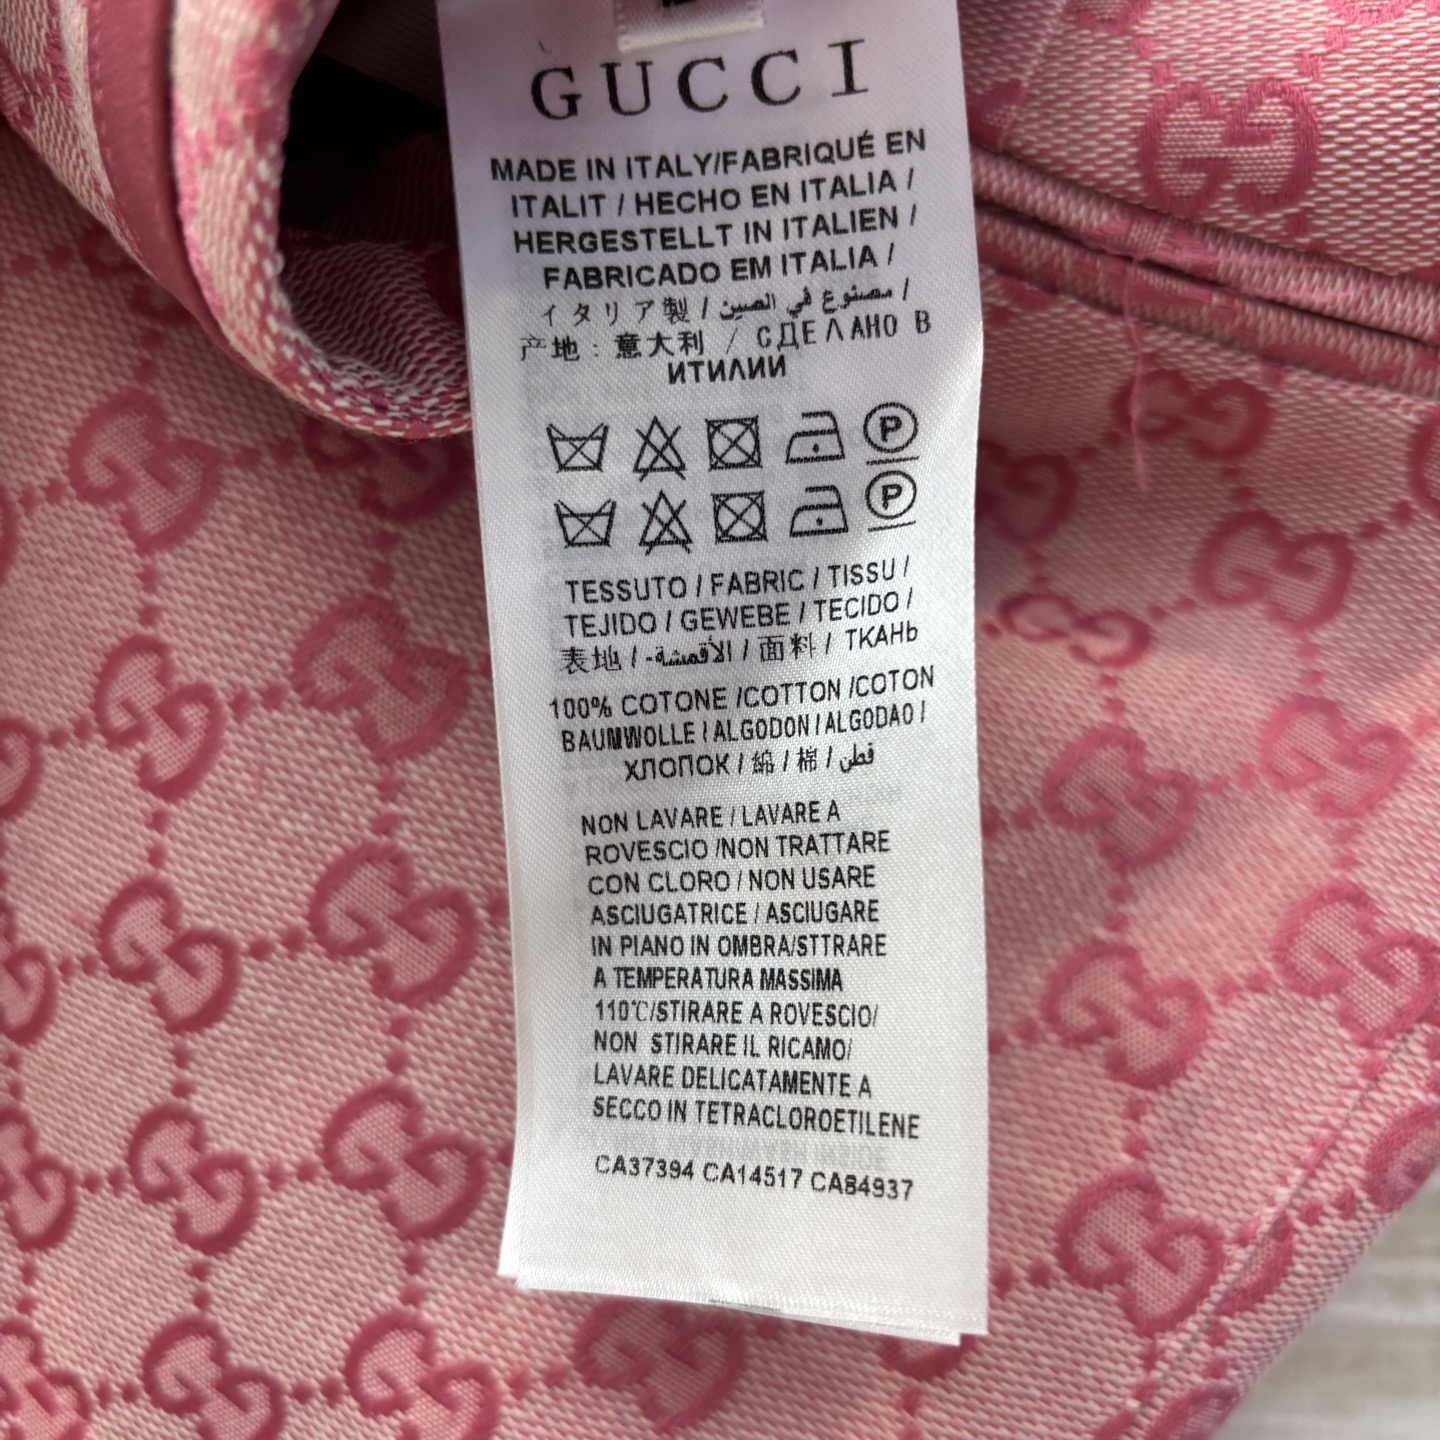 GUCCI
MADE IN ITALY/FABRIQUÉ EN
ITALIT / HECHO EN ITALIA /
HERGESTELLT IN ITALIEN /
FABRICADO EM ITALIA /
イタリア製 / مصنوع في الصين /
产地：意大利 / СДЕЛАНО В
ИТИЛИИ
P
P
TESSUTO / FABRIC / TISSU /
TEJIDO / GEWEBE / TECIDO /
表地 / -الأقمشة / 面料 / ТКАНЬ
100% COTONE /COTTON /COTON
BAUMWOLLE / ALGODON / ALGODAO /
ХЛОПОК / 綿 / 棉 / قطن
NON LAVARE / LAVARE A
ROVESCIO /NON TRATTARE
CON CLORO / NON USARE
ASCIUGATRICE / ASCIUGARE
IN PIANO IN OMBRA/STTRARE
A TEMPERATURA MASSIMA
110℃/STIRARE A ROVESCIO/
NON STIRARE IL RICAMO/
LAVARE DELICATAMENTE A
SECCO IN TETRACLOROETILENE
CA37394 CA14517 CA84937